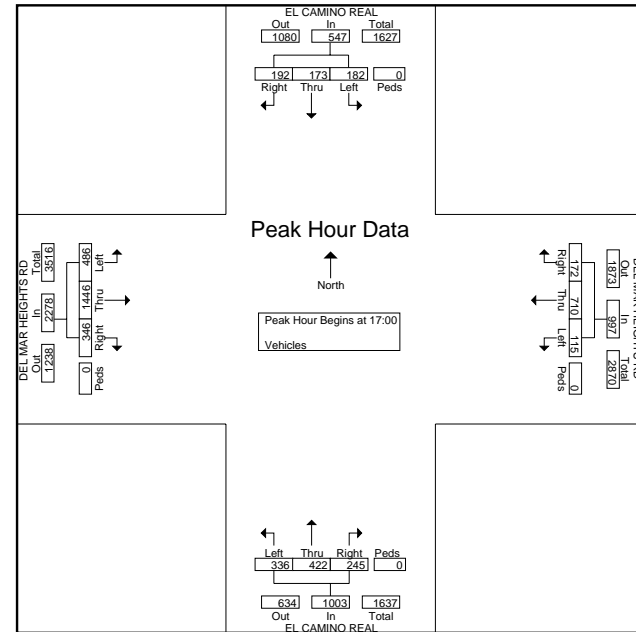 EL CAMINO REAL
Out In Total
1080 547 1627
192 173 182 0
Right Thru Left Peds
Peak Hour Data
North
Peak Hour Begins at 17:00
Vehicles
DEL MAR HEIGHTS RD
Total In Out
3516 2278 1238
Left Thru Right Peds
486 1446 346 0
DEL MAR HEIGHTS RD
Out In Total
1873 997 2870
Right Thru Left Peds
172 710 115 0
Left Thru Right Peds
336 422 245 0
634 1003 1637
Out In Total
EL CAMINO REAL